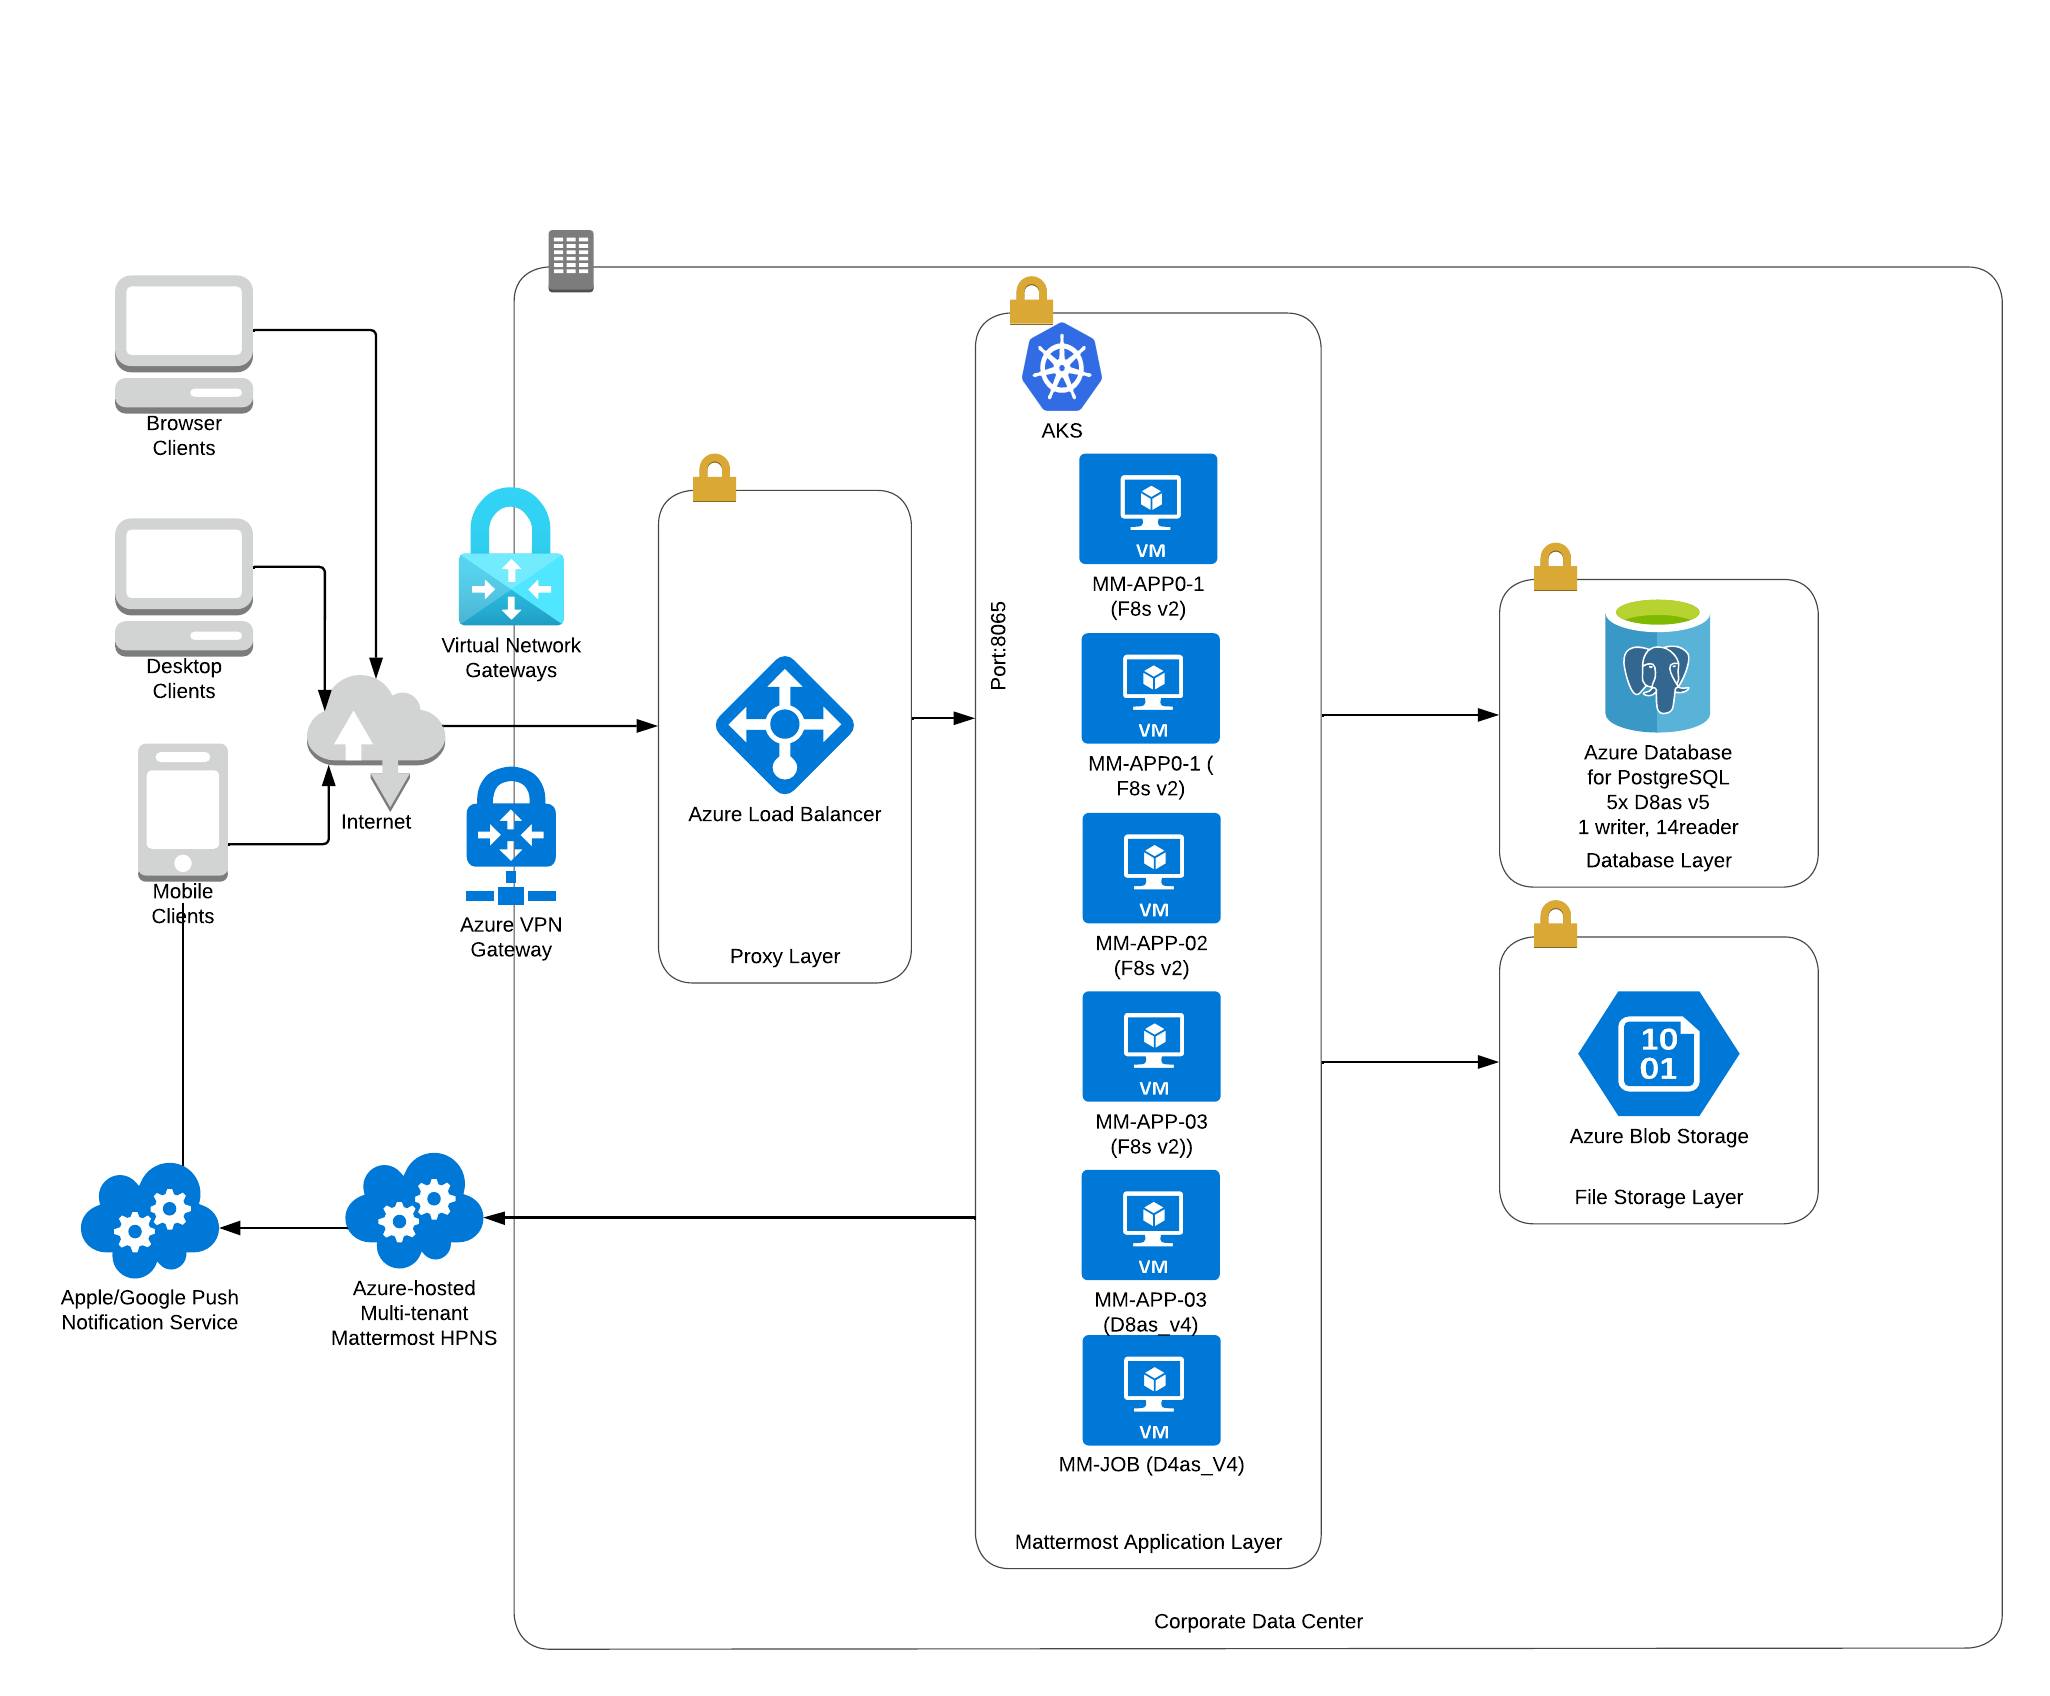 Browser
Clients
Desktop
Clients
Mobile
Clients
Internet
Virtual Network
Gateways
Azure VPN
Gateway
Apple/Google Push
Notification Service
Azure-hosted
Multi-tenant
Mattermost HPNS
Azure Load Balancer
Proxy Layer
Port:8065
AKS
VM
MM-APP0-1
(F8s v2)
VM
MM-APP0-1 (
F8s v2)
VM
MM-APP-02
(F8s v2)
VM
MM-APP-03
(F8s v2))
VM
MM-APP-03
(D8as_v4)
VM
MM-JOB (D4as_V4)
Mattermost Application Layer
Azure Database
for PostgreSQL
5x D8as v5
1 writer, 14reader
Database Layer
10
01
Azure Blob Storage
File Storage Layer
Corporate Data Center